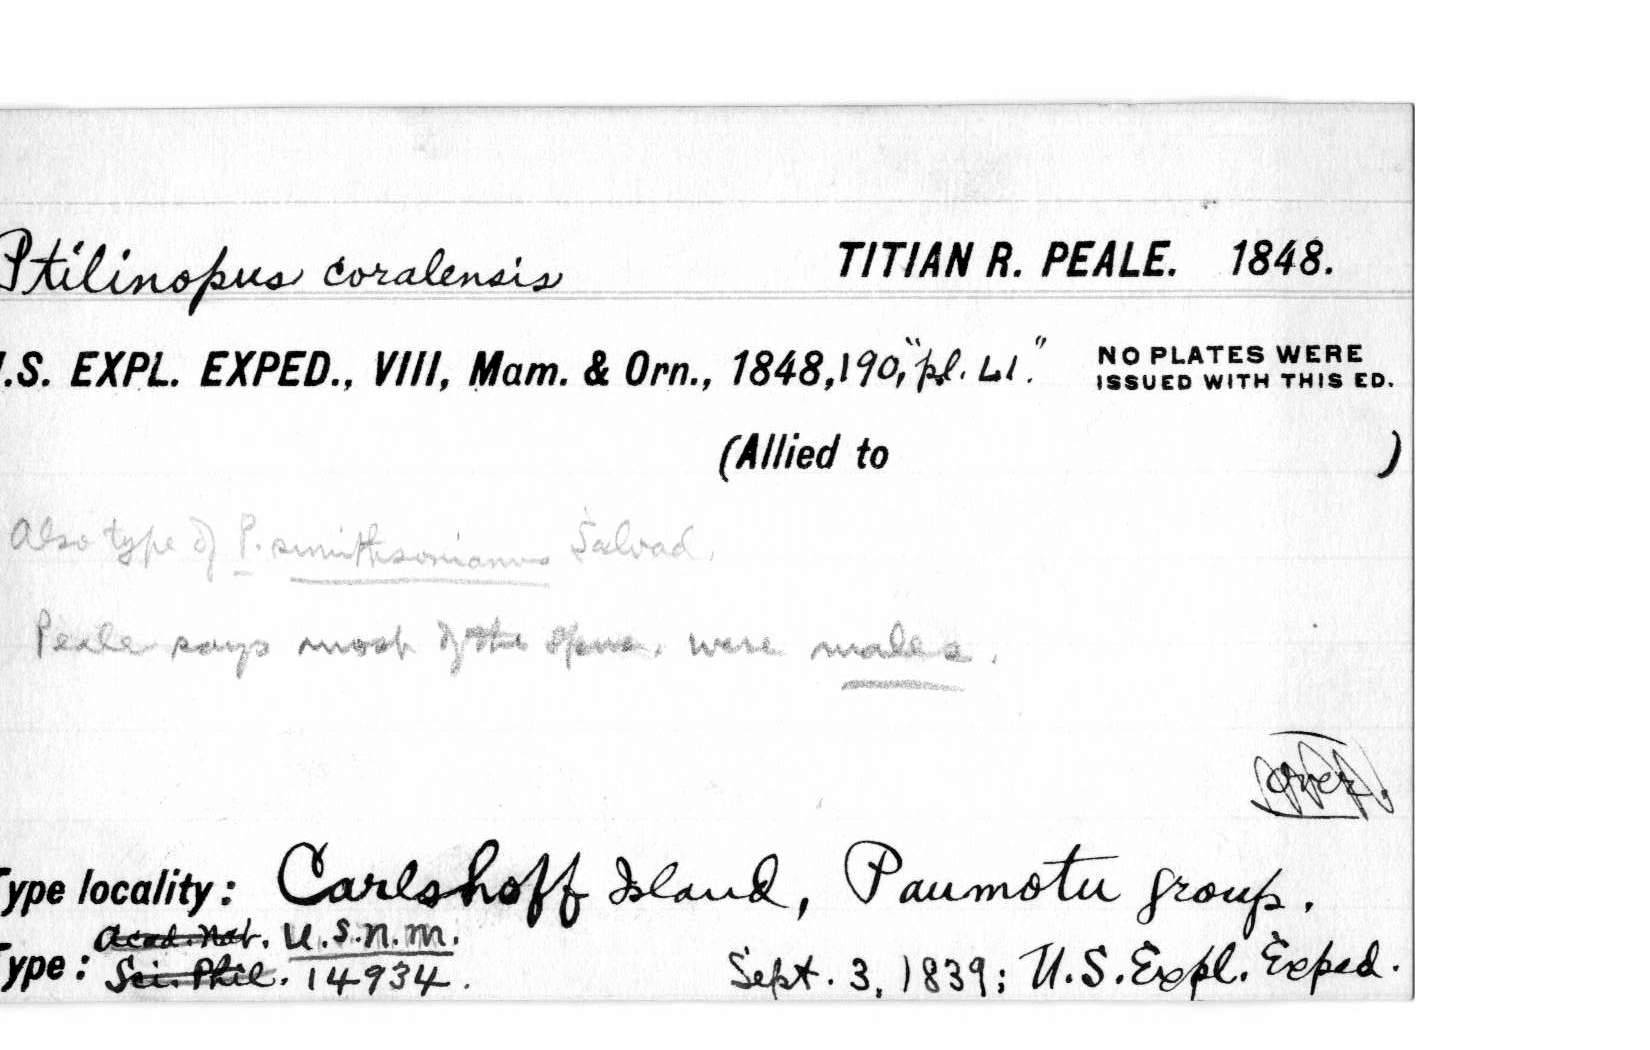 Ptilinopus coralensis TITIAN R. PEALE. 1848.
.S. EXPL. EXPED., VIII, Mam. & Orn., 1848, 190, "pl. 41." NO PLATES WERE
ISSUED WITH THIS ED.
(Allied to )
Also type of P. smithsonianus Salvad.
Peale says most of the spms. were males.
over.
Type locality: Carlshoff Island, Paumotu group.
Acad. Nat. U.S.N.M.
Type: Sci. Phil. 14934. Sept. 3, 1839; U.S. Expl. Exped.